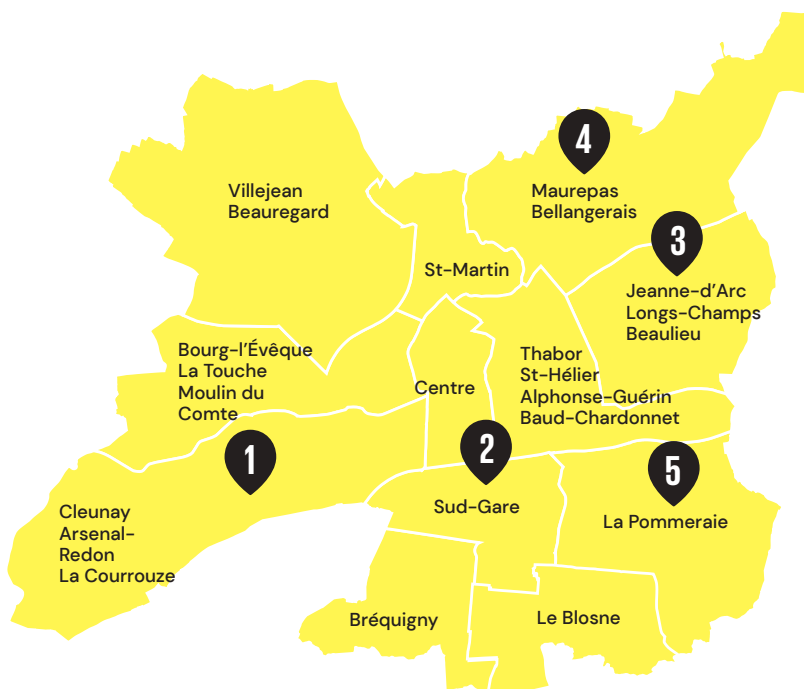 4
Villejean
Beauregard
Maurepas
Bellangerais
3
St-Martin
Jeanne-d'Arc
Longs-Champs
Beaulieu
Bourg-l'Évêque
La Touche
Moulin du
Comte
Centre
Thabor
St-Hélier
Alphonse-Guérin
Baud-Chardonnet
1
2
5
Cleunay
Arsenal-
Redon
La Courrouze
Sud-Gare
La Pommeraie
Bréquigny
Le Blosne